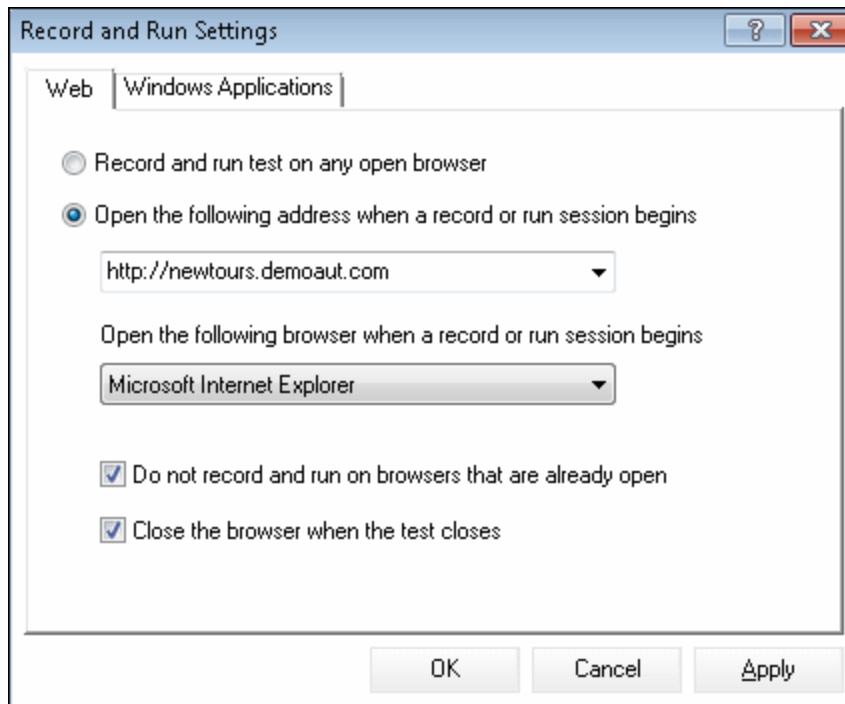 Record and Run Settings
Web
Windows Applications
Record and run test on any open browser
Open the following address when a record or run session begins
http://newtours.demoaut.com
Open the following browser when a record or run session begins
Microsoft Internet Explorer
Do not record and run on browsers that are already open
Close the browser when the test closes
OK
Cancel
Apply